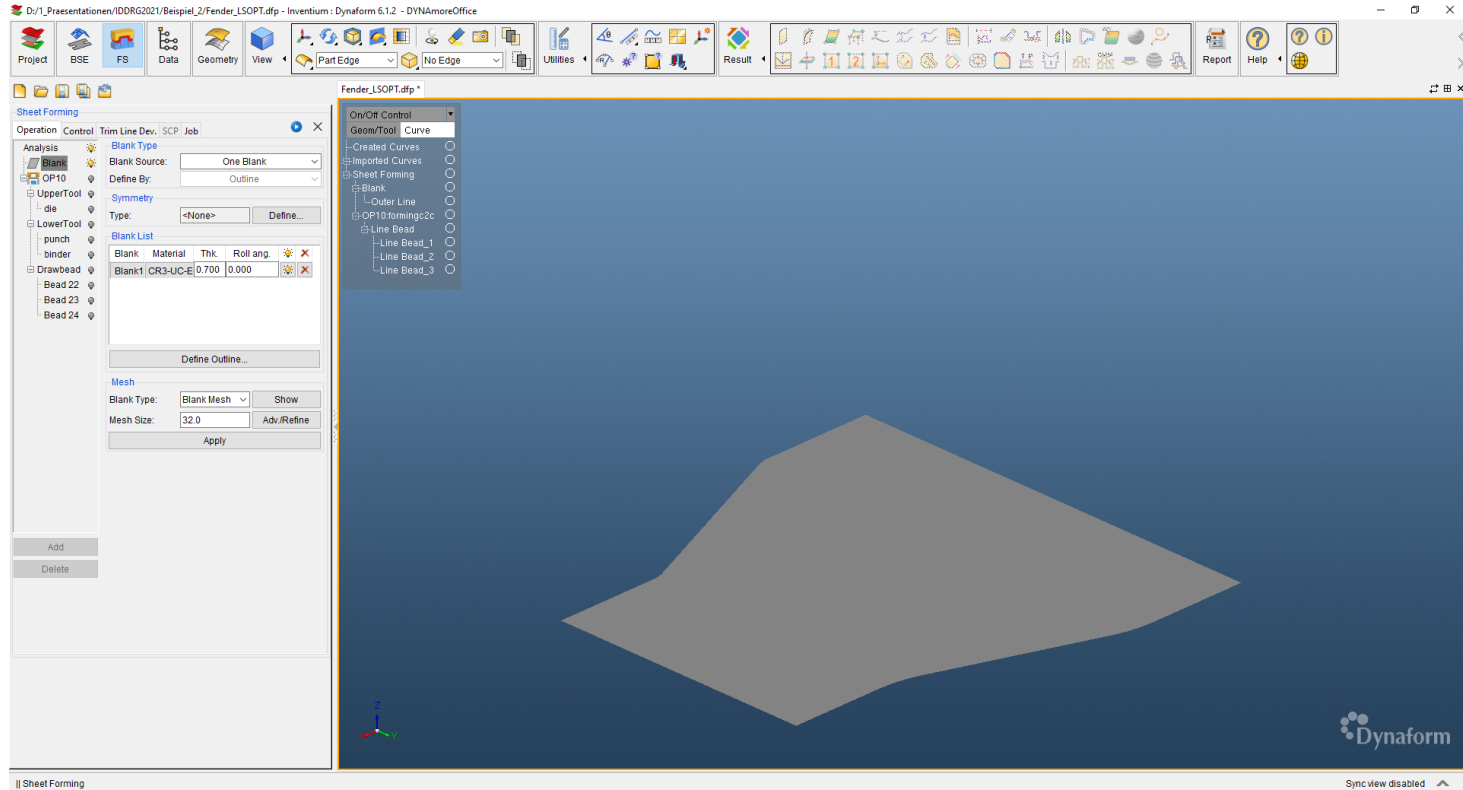 D:/1_Praesentationen/IDDRG2021/Beispiel_2/Fender_LSOPT.dfp - Inventium : Dynaform 6.1.2 - DYNAmoreOffice
Project BSE FS Data Geometry View Part Edge No Edge Utilities Result Report Help
Fender_LSOPT.dfp *
Sheet Forming
Operation Control Trim Line Dev. SCP Job
Analysis
Blank
OP10
UpperTool
die
LowerTool
punch
binder
Drawbead
Bead 22
Bead 23
Bead 24
Add
Delete
Blank Type
Blank Source: One Blank
Define By: Outline
Symmetry
Type: <None> Define...
Blank List
Blank Material Thk. Roll ang.
Blank1 CR3-UC-E 0.700 0.000
Define Outline...
Mesh
Blank Type: Blank Mesh Show
Mesh Size: 32.0 Adv./Refine
Apply
On/Off Control
Geom/Tool Curve
Created Curves
Imported Curves
Sheet Forming
Blank
Outer Line
OP10:formingc2c
Line Bead
Line Bead_1
Line Bead_2
Line Bead_3
Z
Y
Dynaform
|| Sheet Forming
Sync view disabled